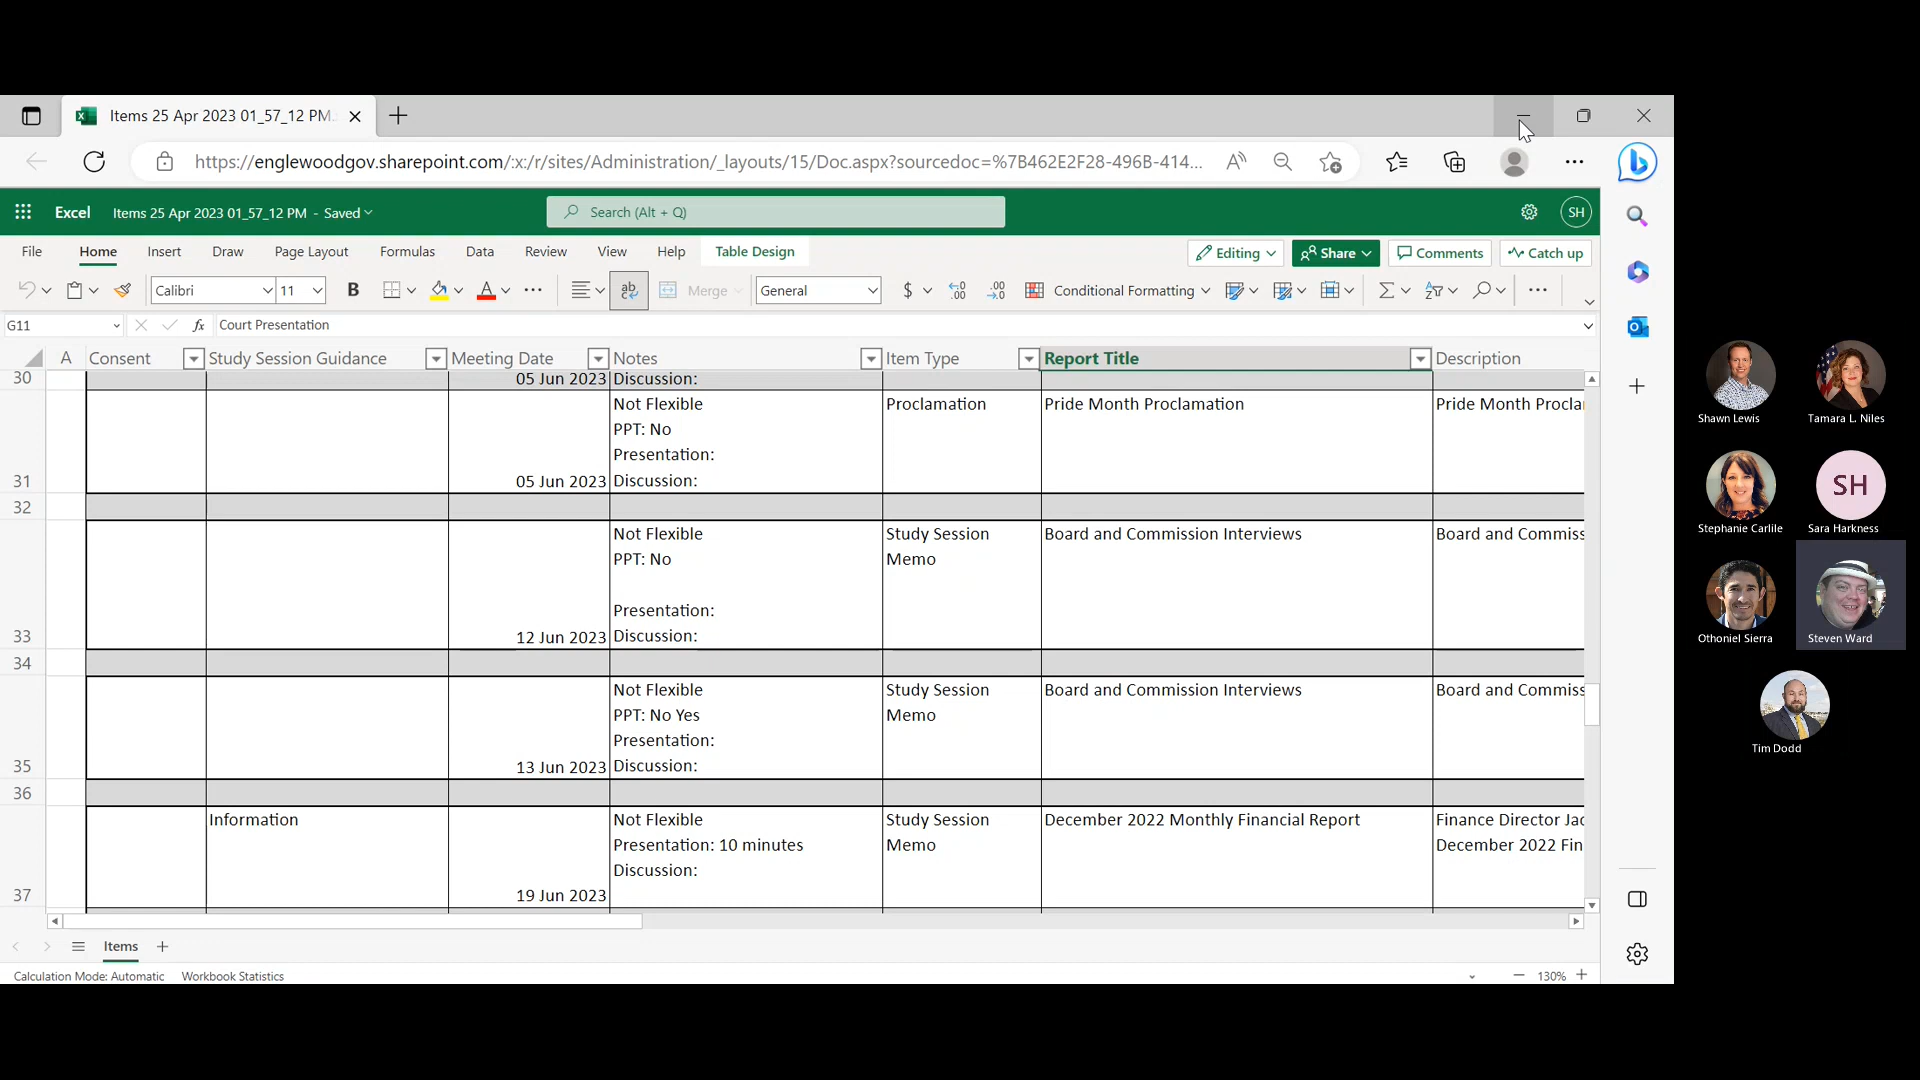 Items 25 Apr 2023 01_57_12 PM.
https://englewoodgov.sharepoint.com/:x:/r/sites/Administration/_layouts/15/Doc.aspx?sourcedoc=%7B462E2F28-496B-414...
Excel Items 25 Apr 2023 01_57_12 PM - Saved
Search (Alt + Q)
SH
File Home Insert Draw Page Layout Formulas Data Review View Help Table Design
Editing Share Comments Catch up
Calibri 11 B ab Merge General $ .00 .00 Conditional Formatting
G11 fx Court Presentation
A Consent Study Session Guidance Meeting Date Notes Item Type Report Title Description
30 05 Jun 2023 Discussion:
Not Flexible Proclamation Pride Month Proclamation Pride Month Procla
PPT: No
Presentation:
31 05 Jun 2023 Discussion:
32
Not Flexible Study Session Board and Commission Interviews Board and Commiss
PPT: No Memo
Presentation:
33 12 Jun 2023 Discussion:
34
Not Flexible Study Session Board and Commission Interviews Board and Commiss
PPT: No Yes Memo
Presentation:
35 13 Jun 2023 Discussion:
36
Information Not Flexible Study Session December 2022 Monthly Financial Report Finance Director Jac
Presentation: 10 minutes Memo December 2022 Fin
Discussion:
37 19 Jun 2023
Items
Calculation Mode: Automatic Workbook Statistics
130%
Shawn Lewis
Tamara L. Niles
Stephanie Carlile
SH
Sara Harkness
Othoniel Sierra
Steven Ward
Tim Dodd